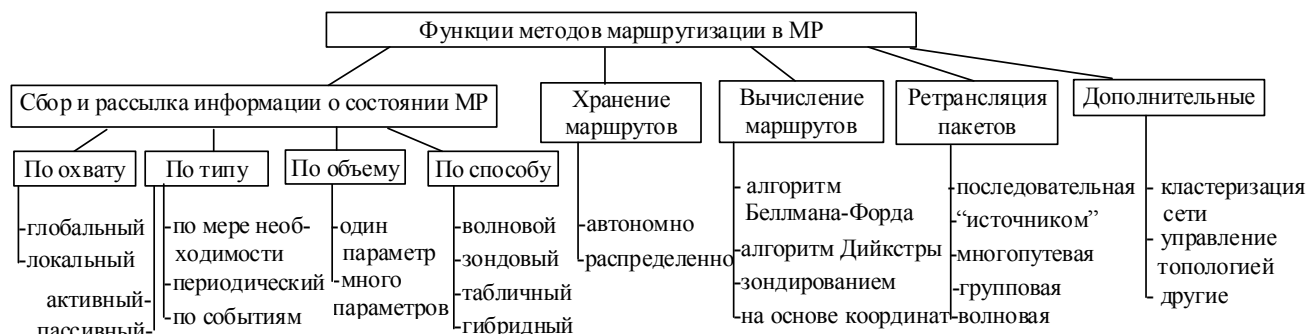 Функции методов маршрутизации в МР
Сбор и рассылка информации о состоянии МР
По охвату
-глобальный
-локальный
По типу
-по мере необ-
ходимости
-периодический
-по событиям
активный-
пассивный-
По объему
-один
параметр
-много
параметров
По способу
-волновой
-зондовый
-табличный
-гибридный
Хранение
маршрутов
-автономно
-распределенно
Вычисление
маршрутов
-алгоритм
Беллмана-Форда
-алгоритм Дийкстры
-зондированием
-на основе координат
Ретрансляция
пакетов
-последовательная
-“источником”
-многопутевая
-групповая
-волновая
Дополнительные
-кластеризация
сети
-управление
топологией
-другие